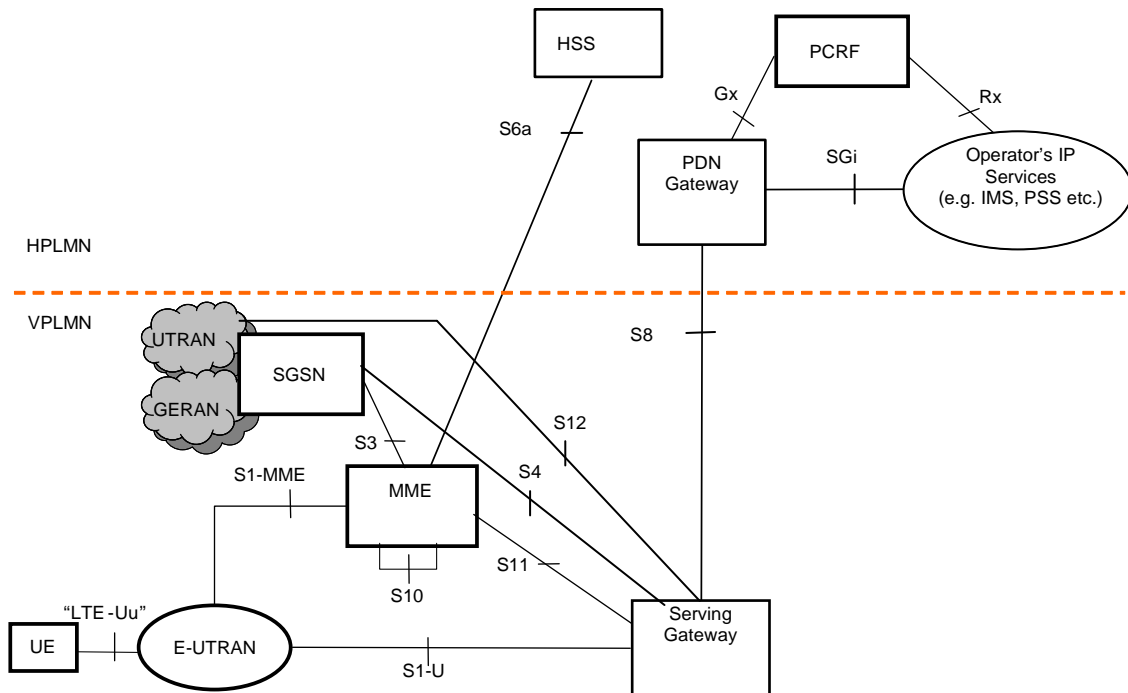 HSS
PCRF
Gx
Rx
S6a
PDN
Gateway
SGi
Operator's IP
Services
(e.g. IMS, PSS etc.)
HPLMN
VPLMN
UTRAN
SGSN
GERAN
S8
S3
S12
S4
S1-MME
MME
S11
S10
"LTE-Uu"
UE
E-UTRAN
S1-U
Serving
Gateway